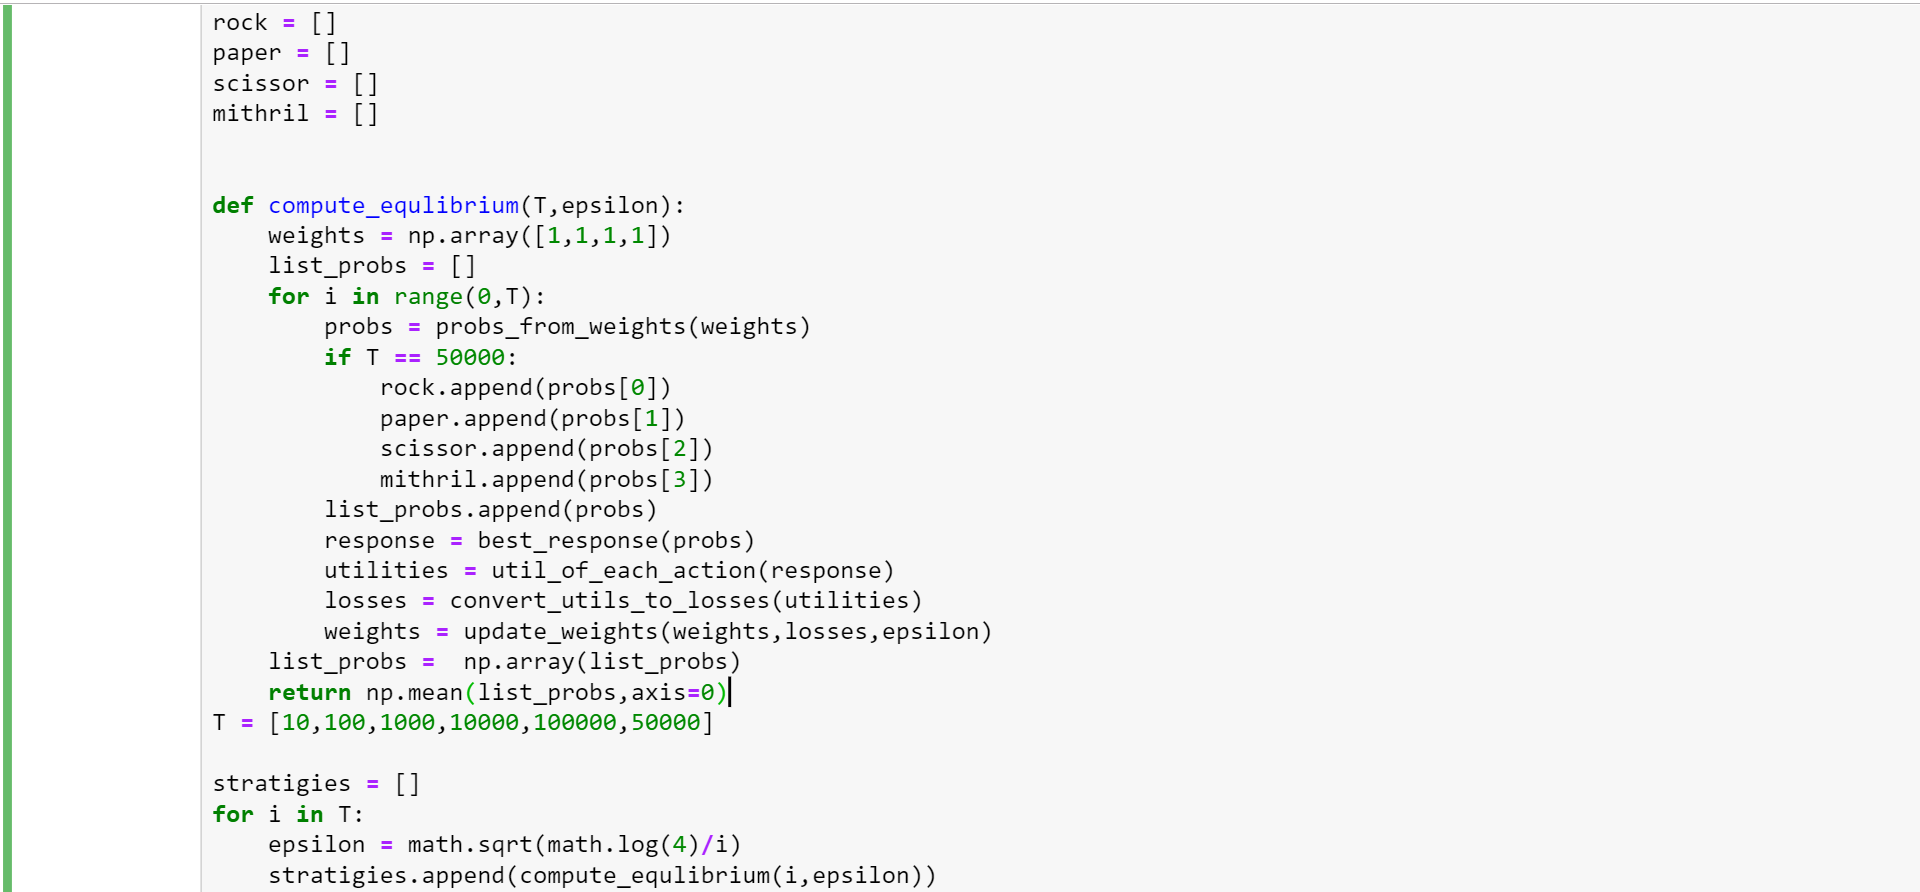 rock = []
paper = []
scissor = []
mithril = []
def compute_equlibrium(T,epsilon):
    weights = np.array([1,1,1,1])
    list_probs = []
    for i in range(0,T):
        probs = probs_from_weights(weights)
        if T == 50000:
            rock.append(probs[0])
            paper.append(probs[1])
            scissor.append(probs[2])
            mithril.append(probs[3])
        list_probs.append(probs)
        response = best_response(probs)
        utilities = util_of_each_action(response)
        losses = convert_utils_to_losses(utilities)
        weights = update_weights(weights,losses,epsilon)
    list_probs =  np.array(list_probs)
    return np.mean(list_probs,axis=0)
T = [10,100,1000,10000,100000,50000]
stratigies = []
for i in T:
    epsilon = math.sqrt(math.log(4)/i)
    stratigies.append(compute_equlibrium(i,epsilon))